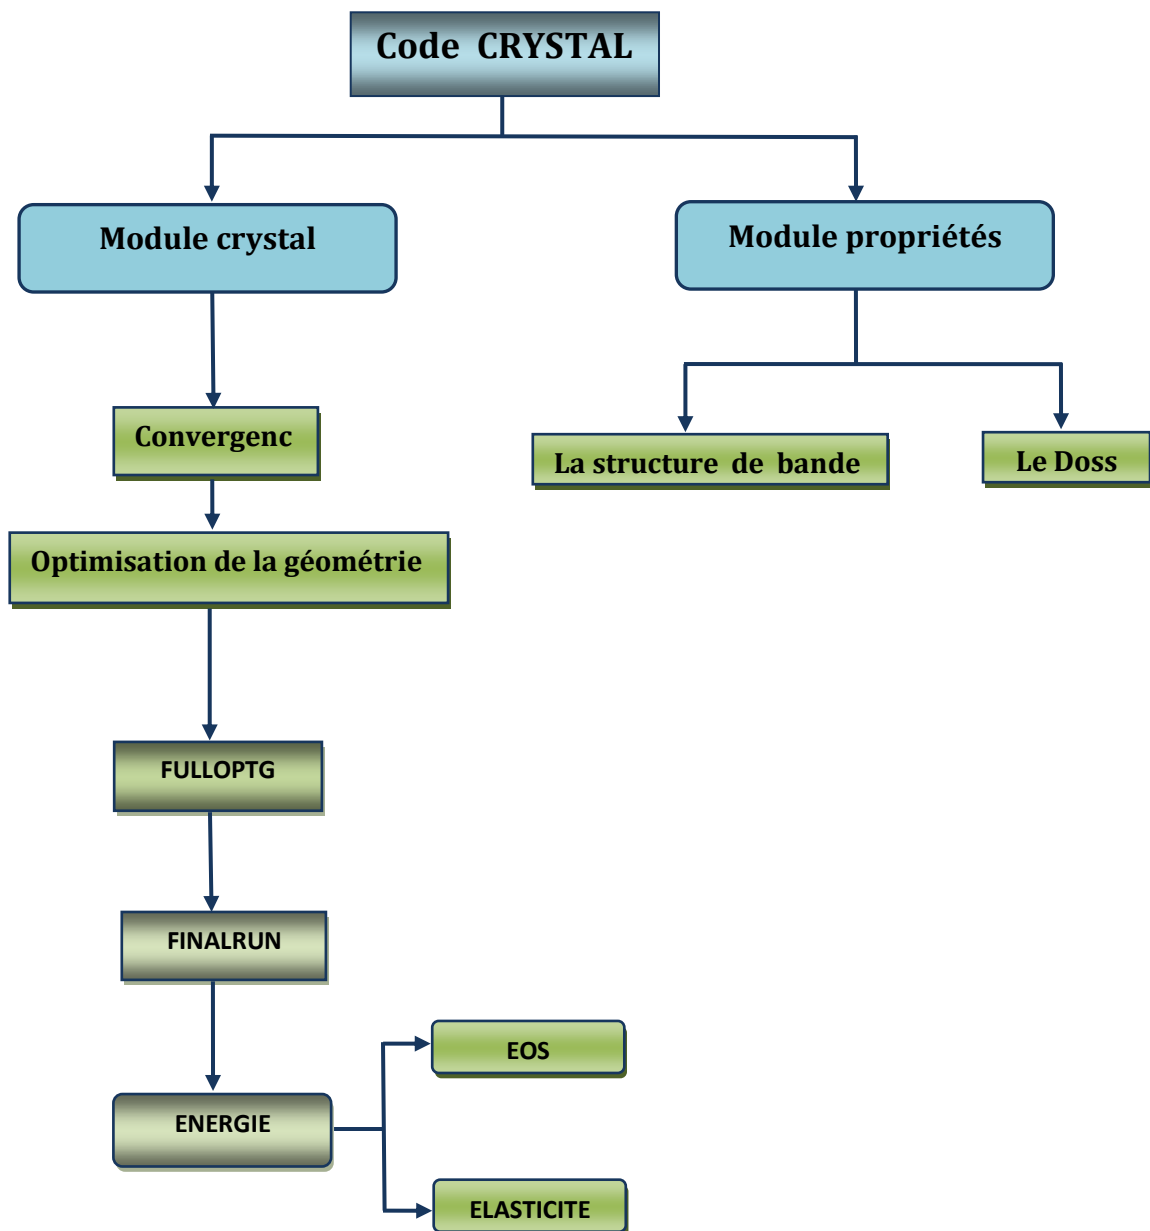 Code CRYSTAL
Module crystal
Module propriétés
Convergenc
La structure de bande
Le Doss
Optimisation de la géométrie
FULLOPTG
FINALRUN
EOS
ENERGIE
ELASTICITE